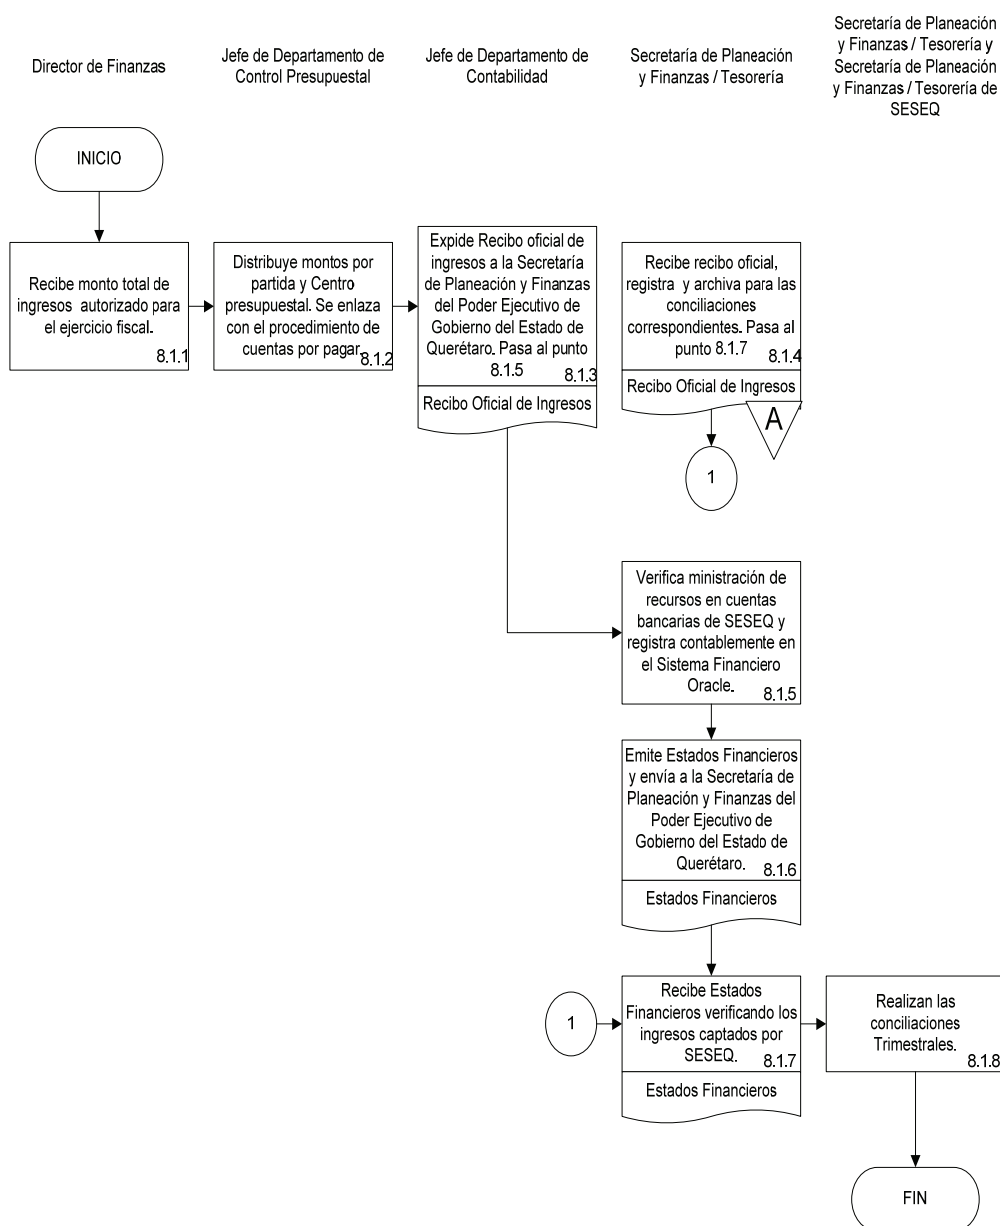 Director de Finanzas
Jefe de Departamento de
Control Presupuestal
Jefe de Departamento de
Contabilidad
Secretaría de Planeación
y Finanzas / Tesorería
Secretaría de Planeación
y Finanzas / Tesorería y
Secretaría de Planeación
y Finanzas / Tesorería de
SESEQ
INICIO
Recibe monto total de
ingresos autorizado para
el ejercicio fiscal.
8.1.1
Distribuye montos por
partida y Centro
presupuestal. Se enlaza
con el procedimiento de
cuentas por pagar.
8.1.2
Expide Recibo oficial de
ingresos a la Secretaría
de Planeación y Finanzas
del Poder Ejecutivo de
Gobierno del Estado de
Querétaro. Pasa al punto
8.1.5
8.1.3
Recibo Oficial de Ingresos
Recibe recibo oficial,
registra y archiva para las
conciliaciones
correspondientes. Pasa al
punto 8.1.7
8.1.4
Recibo Oficial de Ingresos
A
1
Verifica ministración de
recursos en cuentas
bancarias de SESEQ y
registra contablemente en
el Sistema Financiero
Oracle.
8.1.5
Emite Estados Financieros
y envía a la Secretaría de
Planeación y Finanzas del
Poder Ejecutivo de
Gobierno del Estado de
Querétaro.
8.1.6
Estados Financieros
1
Recibe Estados
Financieros verificando los
ingresos captados por
SESEQ.
8.1.7
Estados Financieros
Realizan las
conciliaciones
Trimestrales.
8.1.8
FIN